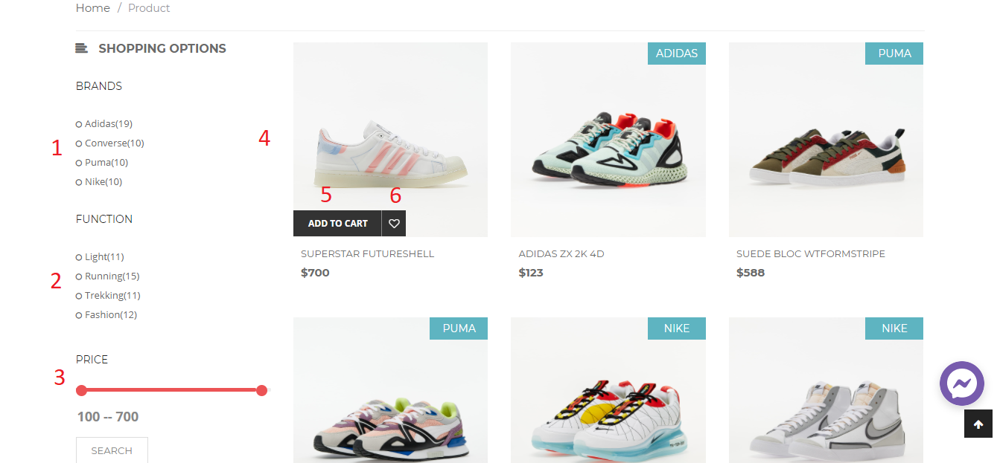 Home / Product
SHOPPING OPTIONS
BRANDS
Adidas(19)
1
Converse(10)
Puma(10)
Nike(10)
FUNCTION
Light(11)
2
Running(15)
Trekking(11)
Fashion(12)
PRICE
3
100 -- 700
SEARCH
4
5
6
ADD TO CART
SUPERSTAR FUTURESHELL
$700
ADIDAS
ADIDAS ZX 2K 4D
$123
PUMA
SUEDE BLOC WTFORMSTRIPE
$588
PUMA
NIKE
NIKE